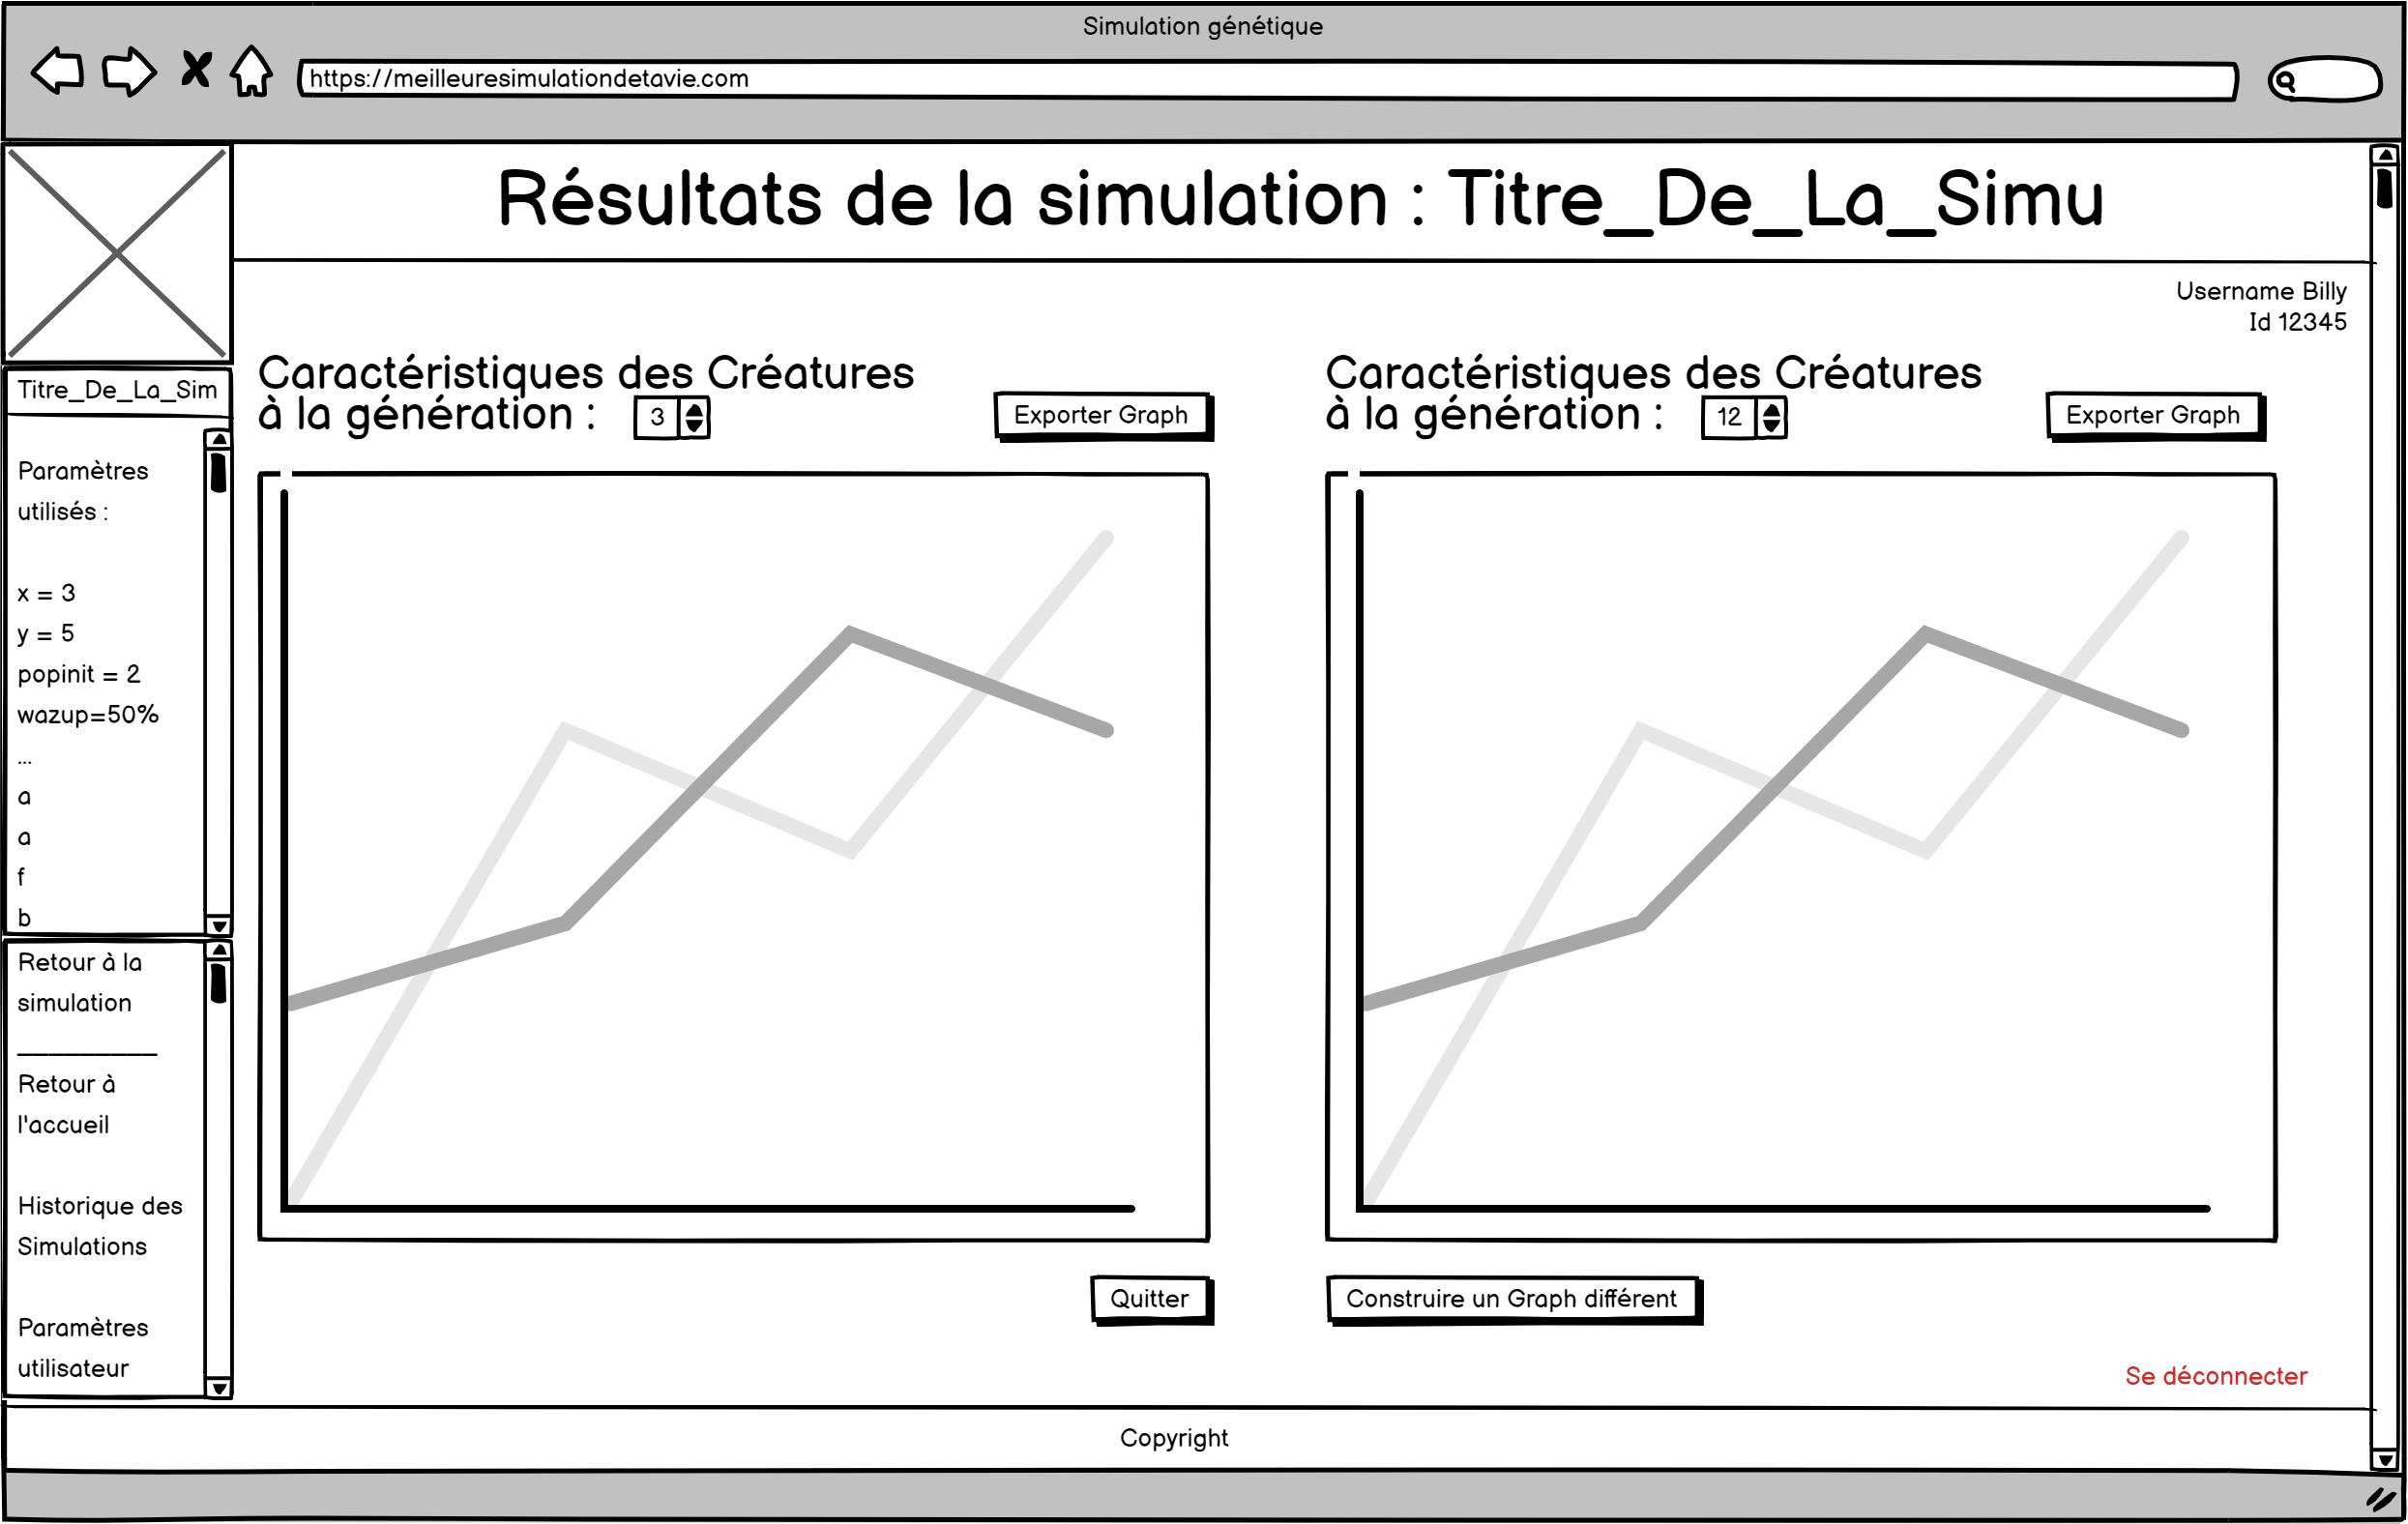 Simulation génétique
https://meilleuresimulationdetavie.com
Résultats de la simulation : Titre_De_La_Simu
Username Billy
Id 12345
Titre_De_La_Sim
Paramètres
utilisés :
x = 3
y = 5
popinit = 2
wazup=50%
...
a
a
f
b
Retour à la
simulation
__________
Retour à
l'accueil
Historique des
Simulations
Paramètres
utilisateur
Caractéristiques des Créatures
à la génération : 3
Exporter Graph
Caractéristiques des Créatures
à la génération : 12
Exporter Graph
Quitter
Construire un Graph différent
Se déconnecter
Copyright